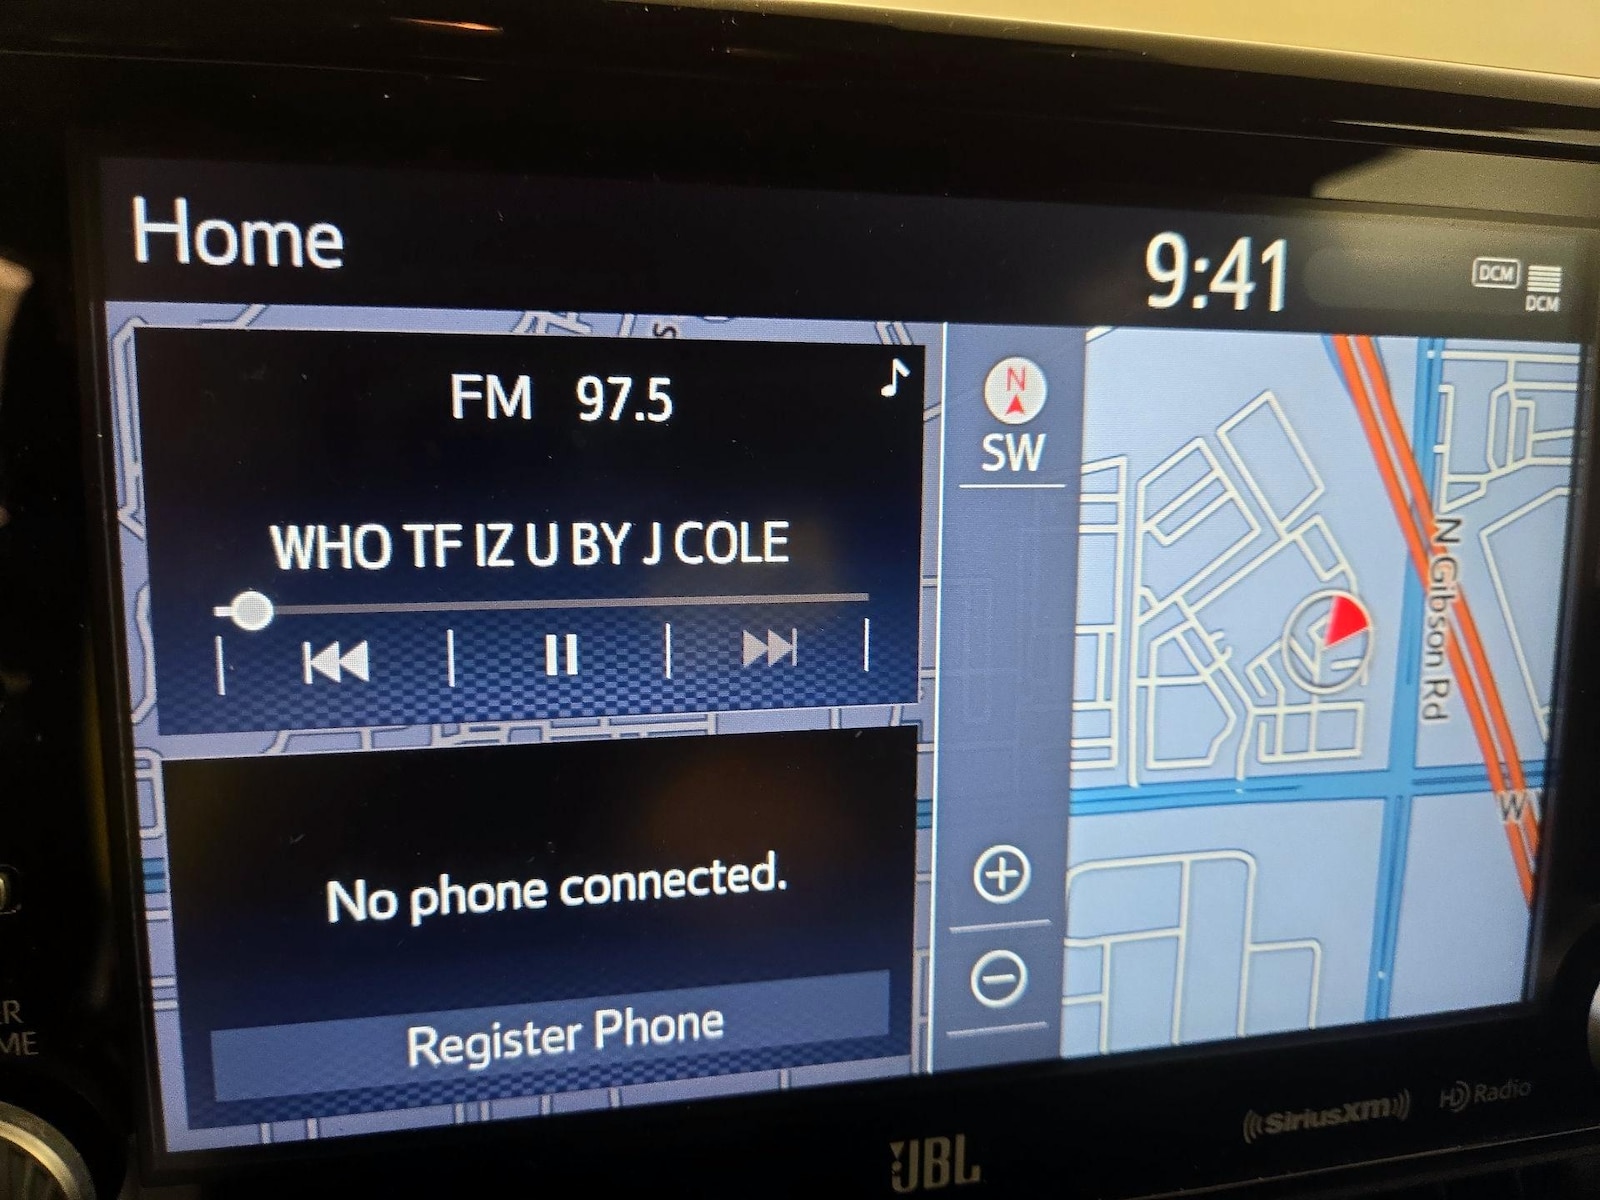 Home
9:41
DCM
DCM
FM 97.5
WHO TF IZ U BY J COLE
No phone connected.
Register Phone
N
SW
N Gibson Rd
W
JBL
SiriusXM
HD Radio